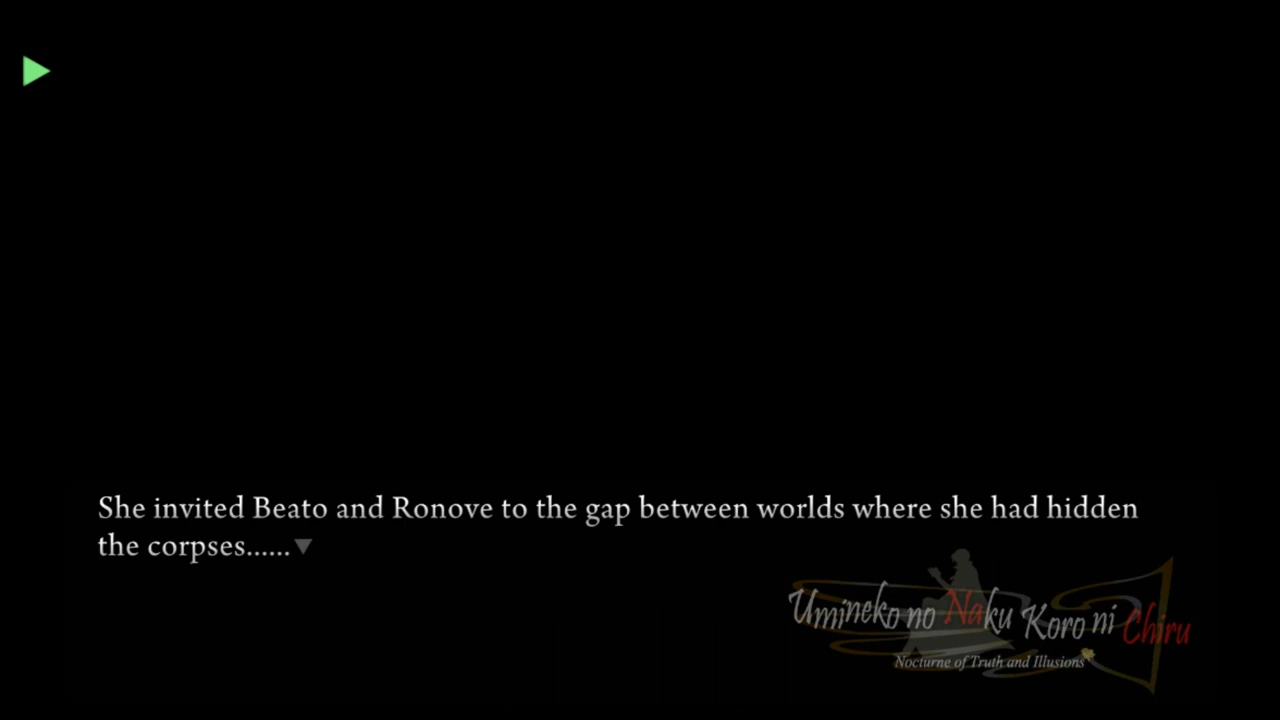 She invited Beato and Ronove to the gap between worlds where she had hidden
the corpses......
Umineko no Naku Koro ni Chiru
Nocturne of Truth and Illusions